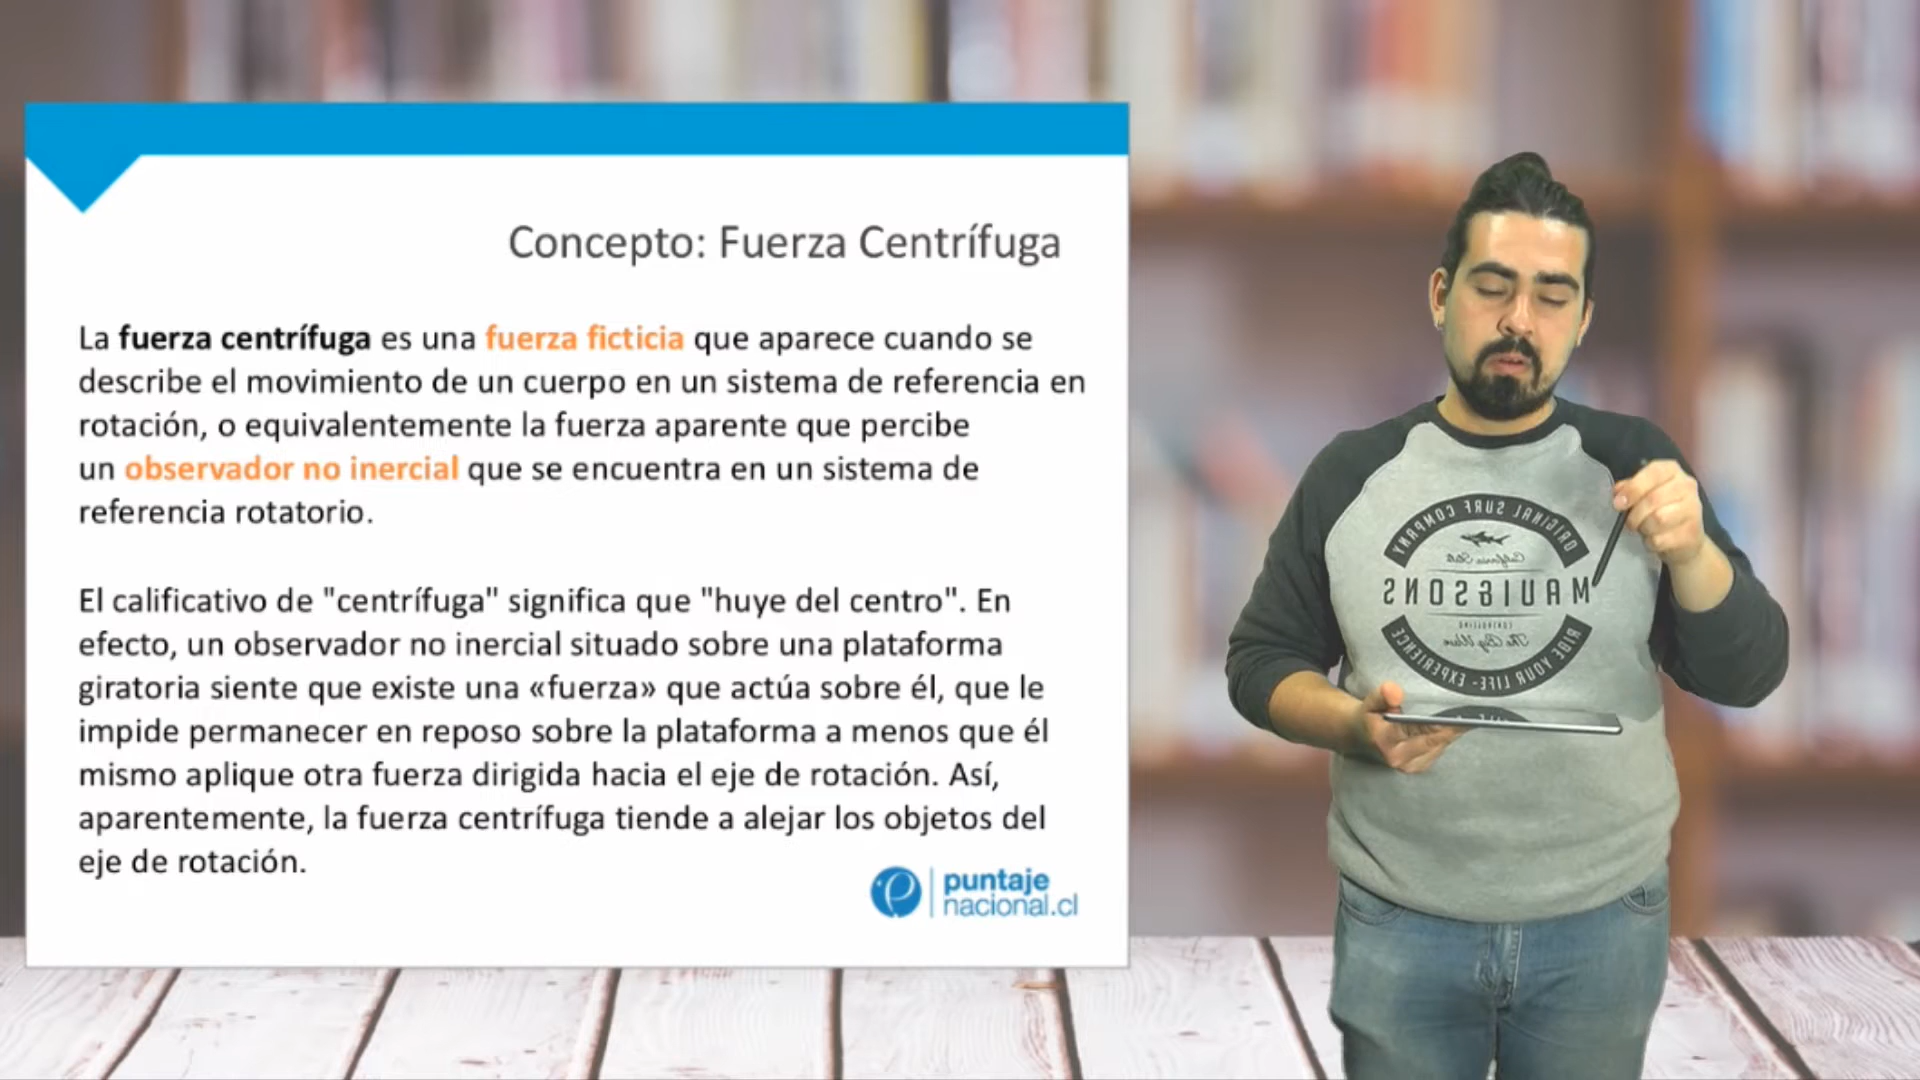 Concepto: Fuerza Centrífuga
La fuerza centrífuga es una fuerza ficticia que aparece cuando se
describe el movimiento de un cuerpo en un sistema de referencia en
rotación, o equivalentemente la fuerza aparente que percibe
un observador no inercial que se encuentra en un sistema de
referencia rotatorio.
El calificativo de "centrífuga" significa que "huye del centro". En
efecto, un observador no inercial situado sobre una plataforma
giratoria siente que existe una «fuerza» que actúa sobre él, que le
impide permanecer en reposo sobre la plataforma a menos que él
mismo aplique otra fuerza dirigida hacia el eje de rotación. Así,
aparentemente, la fuerza centrífuga tiende a alejar los objetos del
eje de rotación.
puntaje
nacional.cl
ORIGINAL SURF COMPANY
MAUIGSONS
The Big Wave
RIDE YOUR LIFE - EXPERIENCE